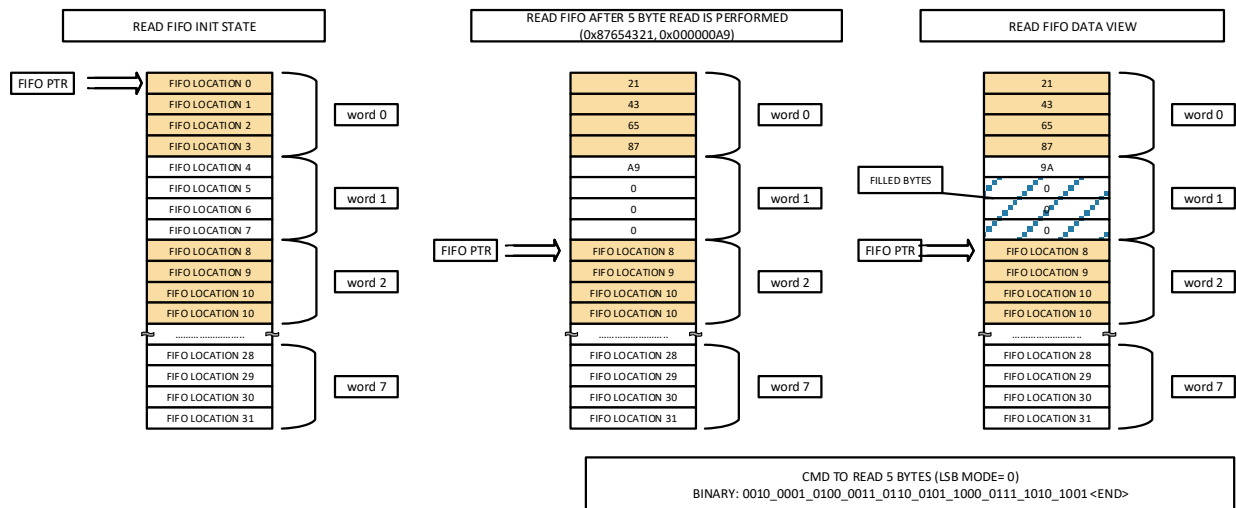 READ FIFO INIT STATE
FIFO PTR
FIFO LOCATION 0
FIFO LOCATION 1
FIFO LOCATION 2
FIFO LOCATION 3
FIFO LOCATION 4
FIFO LOCATION 5
FIFO LOCATION 6
FIFO LOCATION 7
FIFO LOCATION 8
FIFO LOCATION 9
FIFO LOCATION 10
FIFO LOCATION 10
........................
FIFO LOCATION 28
FIFO LOCATION 29
FIFO LOCATION 30
FIFO LOCATION 31
word 0
word 1
word 2
word 7
READ FIFO AFTER 5 BYTE READ IS PERFORMED
(0x87654321, 0x000000A9)
FIFO PTR
21
43
65
87
A9
0
0
0
FIFO LOCATION 8
FIFO LOCATION 9
FIFO LOCATION 10
FIFO LOCATION 10
........................
FIFO LOCATION 28
FIFO LOCATION 29
FIFO LOCATION 30
FIFO LOCATION 31
word 0
word 1
word 2
word 7
READ FIFO DATA VIEW
FILLED BYTES
FIFO PTR
21
43
65
87
9A
0
0
0
FIFO LOCATION 8
FIFO LOCATION 9
FIFO LOCATION 10
FIFO LOCATION 10
........................
FIFO LOCATION 28
FIFO LOCATION 29
FIFO LOCATION 30
FIFO LOCATION 31
word 0
word 1
word 2
word 7
CMD TO READ 5 BYTES (LSB MODE= 0)
BINARY: 0010_0001_0100_0011_0110_0101_1000_0111_1010_1001<END>